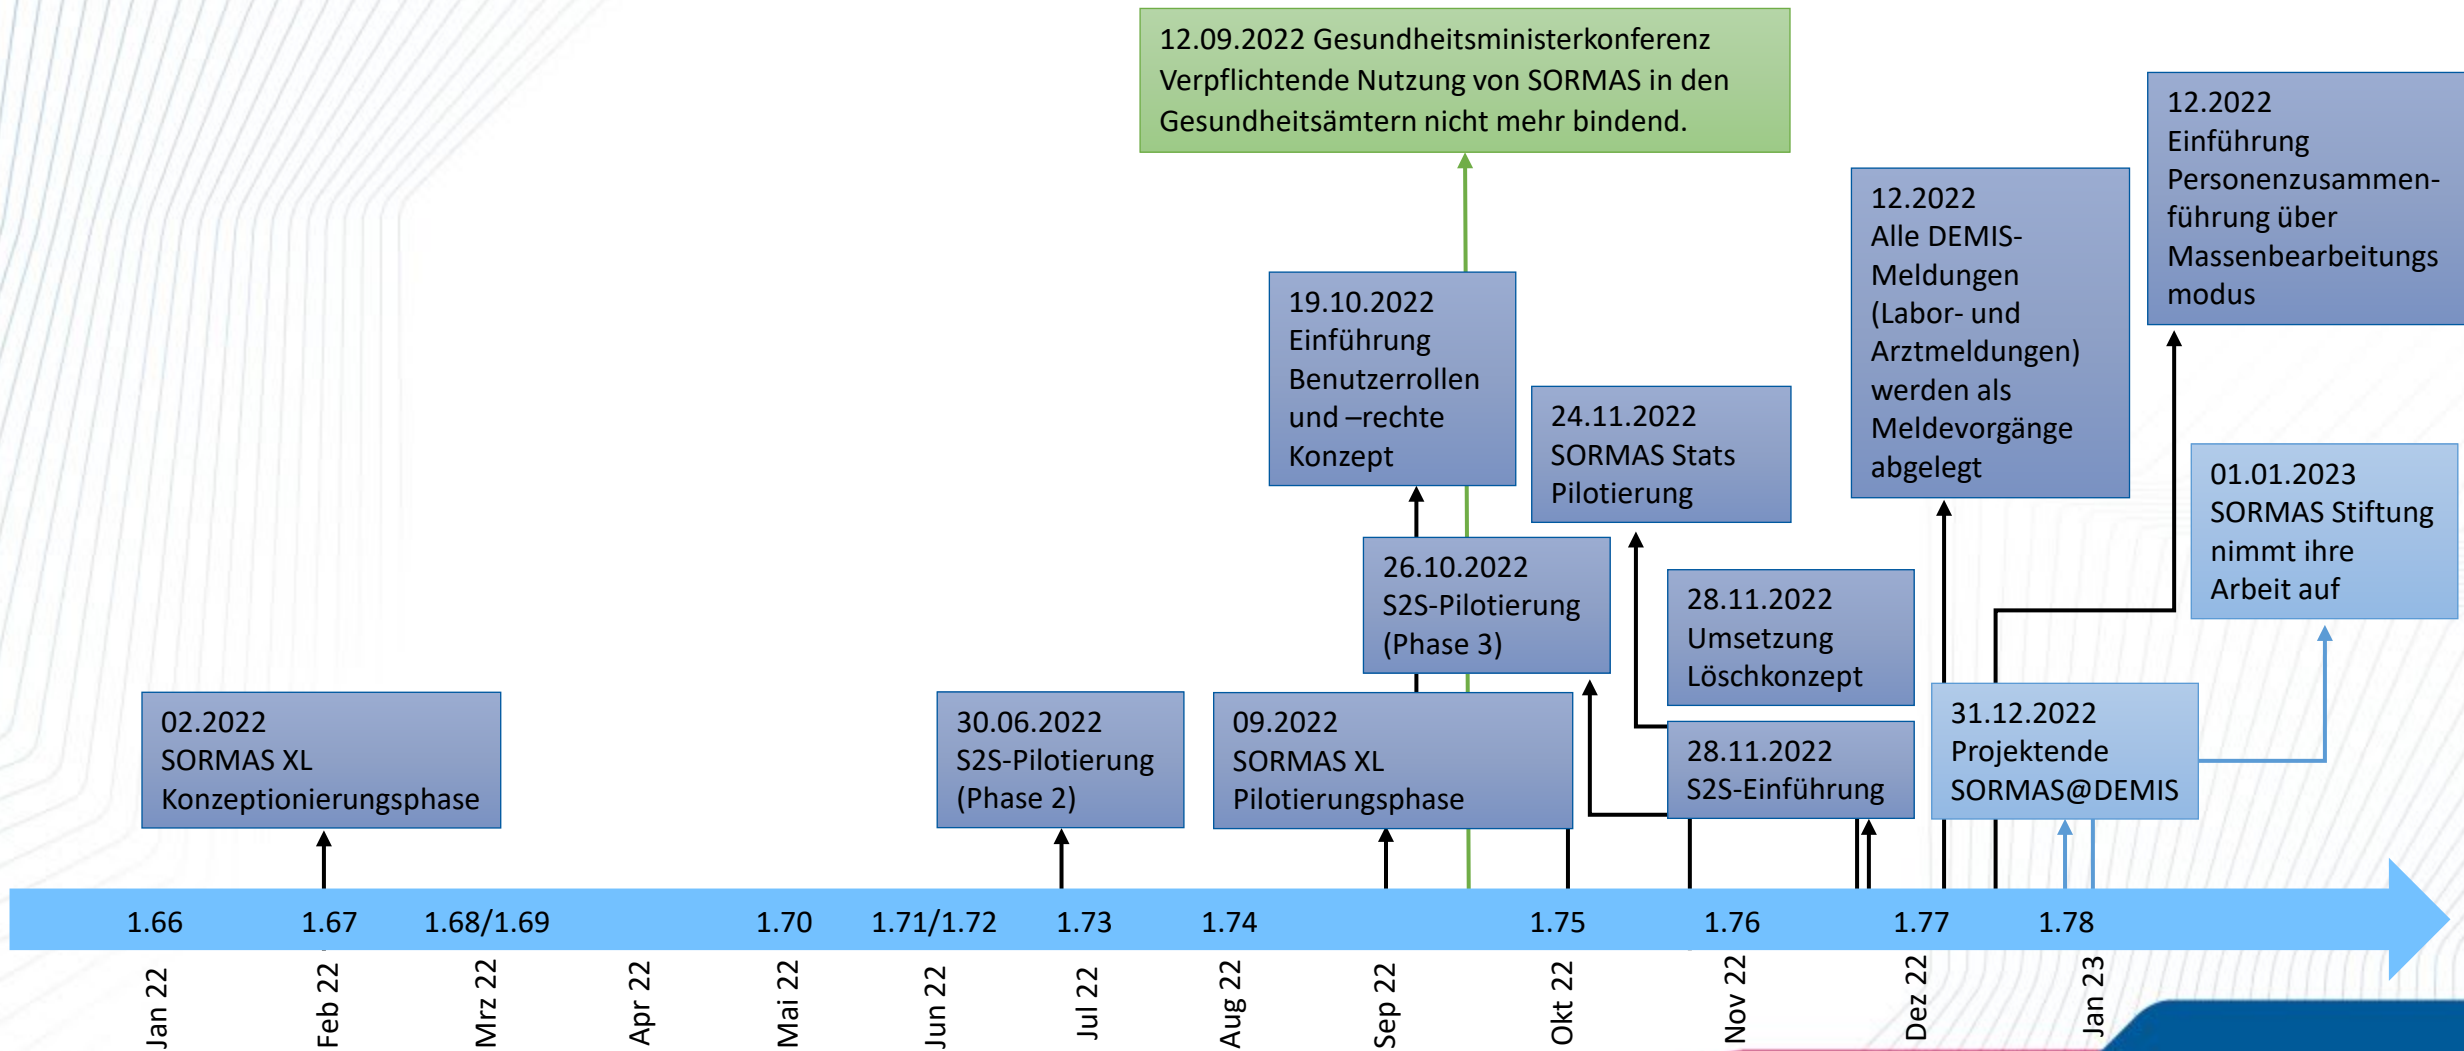 12.09.2022 Gesundheitsministerkonferenz
Verpflichtende Nutzung von SORMAS in den
Gesundheitsämtern nicht mehr bindend.
12.2022
Einführung
Personenzusammen-
führung über
Massenbearbeitungs
modus
12.2022
Alle DEMIS-
Meldungen
(Labor- und
Arztmeldungen)
werden als
Meldevorgänge
abgelegt
19.10.2022
Einführung
Benutzerrollen
und –rechte
Konzept
24.11.2022
SORMAS Stats
Pilotierung
01.01.2023
SORMAS Stiftung
nimmt ihre
Arbeit auf
26.10.2022
S2S-Pilotierung
(Phase 3)
28.11.2022
Umsetzung
Löschkonzept
02.2022
SORMAS XL
Konzeptionierungsphase
30.06.2022
S2S-Pilotierung
(Phase 2)
09.2022
SORMAS XL
Pilotierungsphase
28.11.2022
S2S-Einführung
31.12.2022
Projektende
SORMAS@DEMIS
1.66 1.67 1.68/1.69 1.70 1.71/1.72 1.73 1.74 1.75 1.76 1.77 1.78
Jan 22
Feb 22
Mrz 22
Apr 22
Mai 22
Jun 22
Jul 22
Aug 22
Sep 22
Okt 22
Nov 22
Dez 22
Jan 23